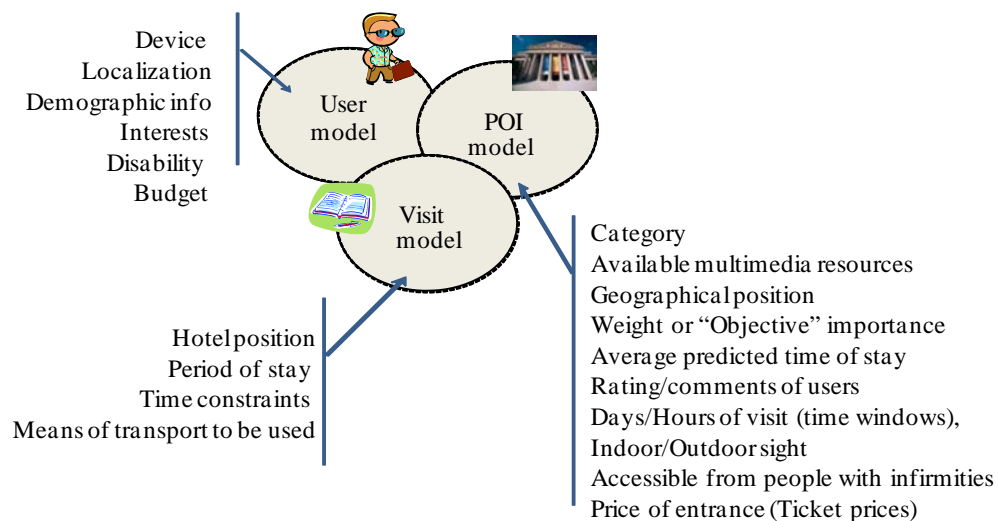 Device
Localization
Demographic info
Interests
Disability
Budget
User
model
POI
model
Visit
model
Hotel position
Period of stay
Time constraints
Means of transport to be used
Category
Available multimedia resources
Geographical position
Weight or “Objective” importance
Average predicted time of stay
Rating/comments of users
Days/Hours of visit (time windows),
Indoor/Outdoor sight
Accessible from people with infirmities
Price of entrance (Ticket prices)